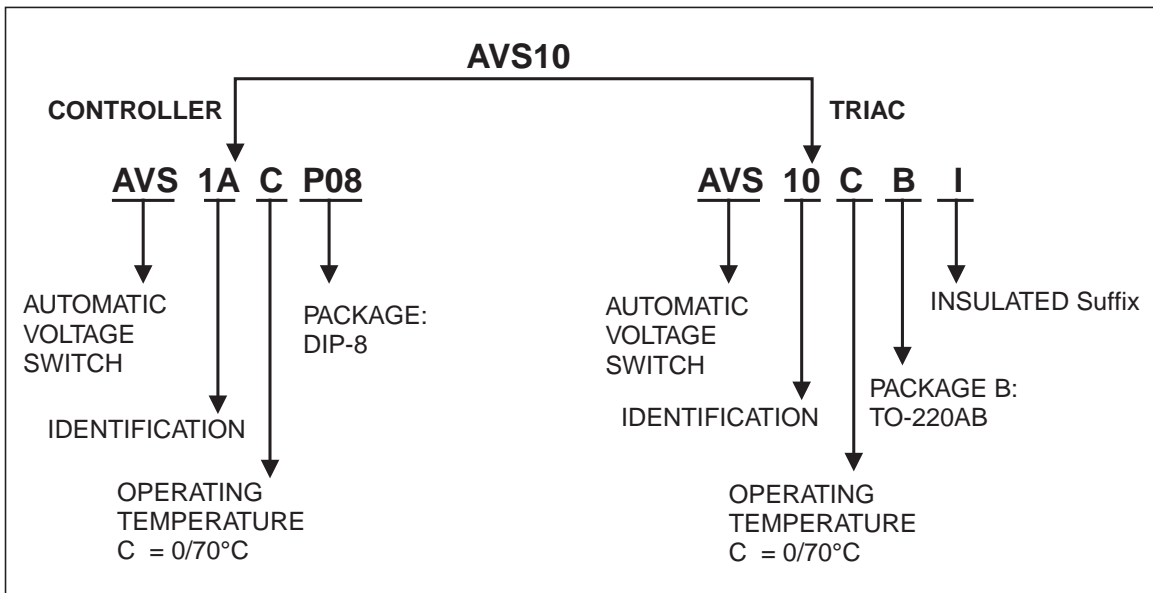 AVS10
CONTROLLER
TRIAC
AVS 1A C P08
AVS 10 C B I
AUTOMATIC
VOLTAGE
SWITCH
PACKAGE:
DIP-8
IDENTIFICATION
OPERATING
TEMPERATURE
C = 0/70°C
AUTOMATIC
VOLTAGE
SWITCH
INSULATED Suffix
PACKAGE B:
TO-220AB
IDENTIFICATION
OPERATING
TEMPERATURE
C = 0/70°C